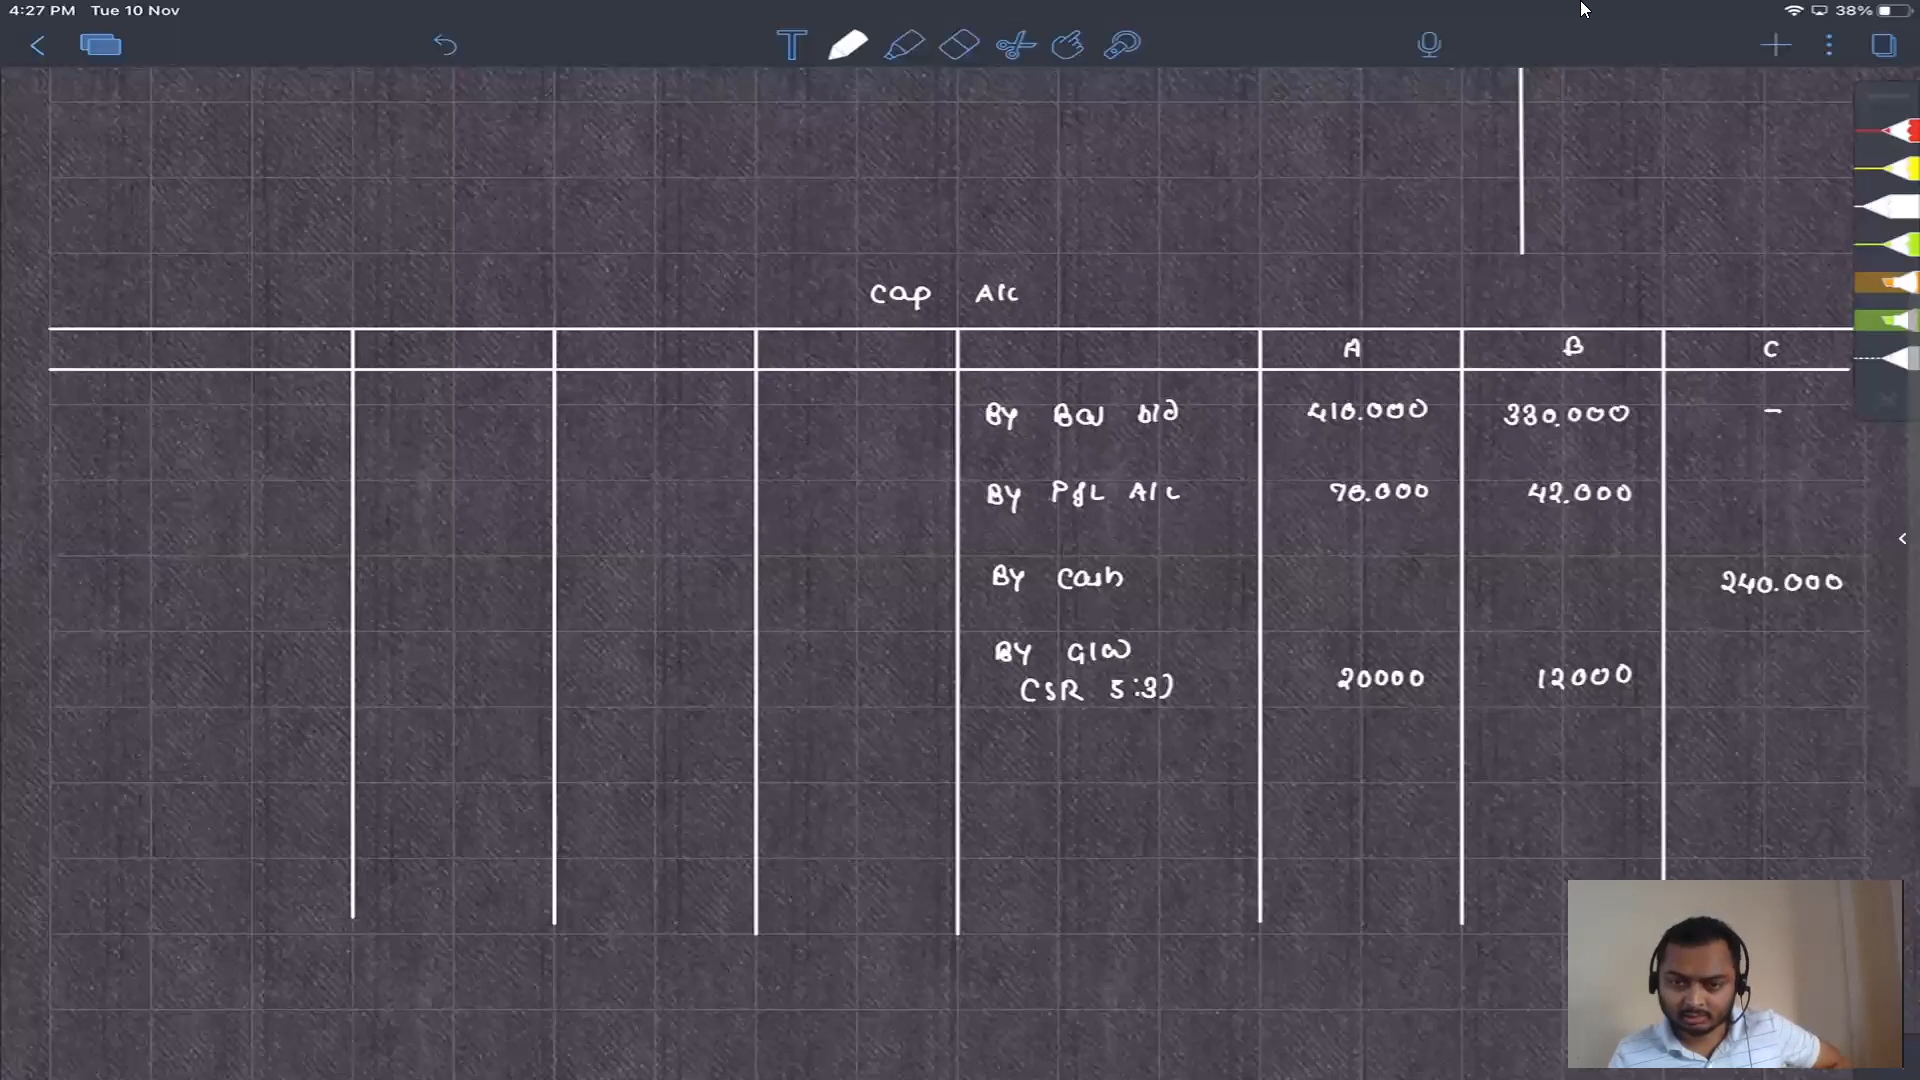 4:27 PM Tue 10 Nov 38%
T
Cap A/c
A B C
By Bal b/d 410.000 330.000 -
By P&L A/c 70.000 42.000
By Cash 240.000
By G/W 20000 12000
(SR 5:3)